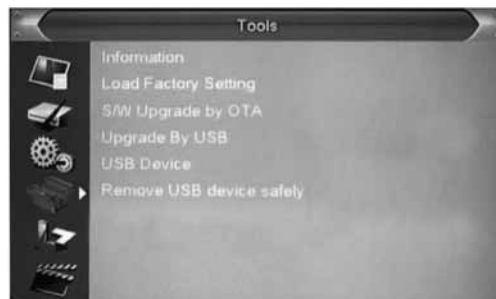 Tools
Information
Load Factory Setting
S/W Upgrade by OTA
Upgrade By USB
USB Device
Remove USB device safely